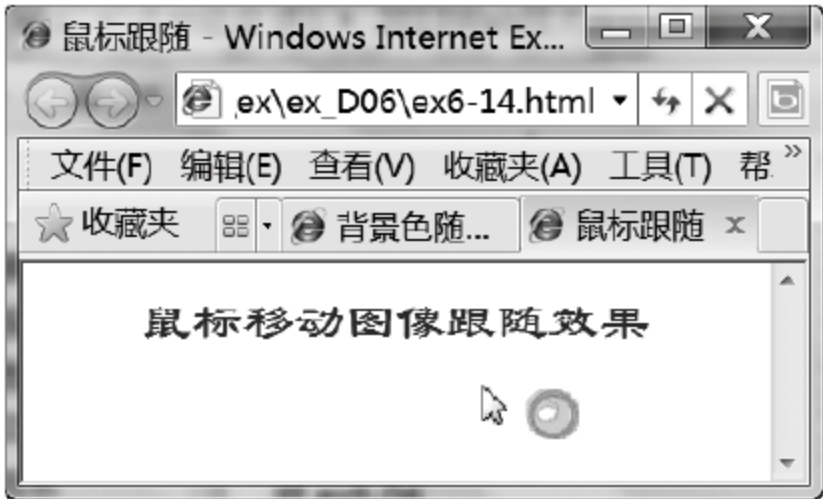 鼠标跟随 - Windows Internet Ex...
ex\ex_D06\ex6-14.html
文件(F) 编辑(E) 查看(V) 收藏夹(A) 工具(T) 帮
收藏夹 背景色随... 鼠标跟随
鼠标移动图像跟随效果